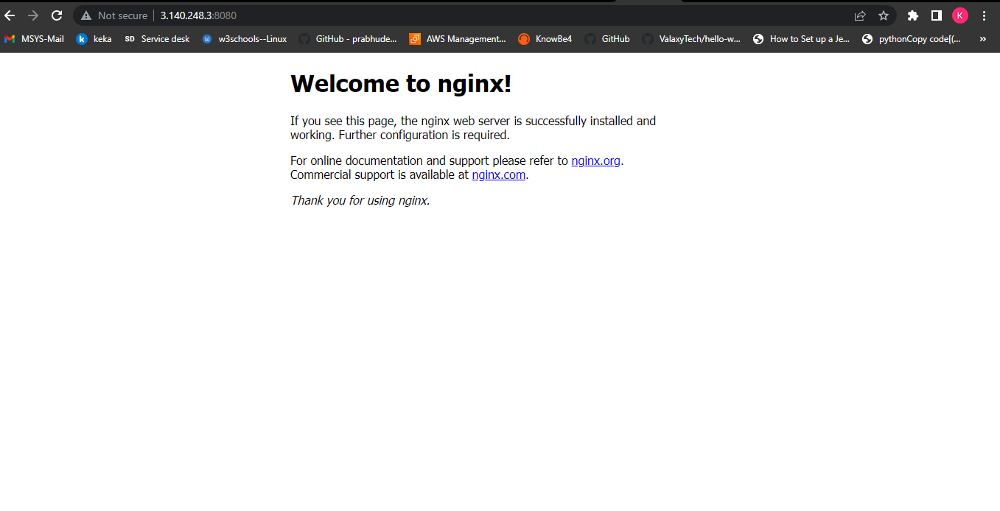 Not secure | 3.140.248.3:8080
K
MSYS-Mail k keka SD Service desk w w3schools--Linux GitHub - prabhude... AWS Management... KnowBe4 GitHub ValaxyTech/hello-w... How to Set up a Je... pythonCopy code[(... »
Welcome to nginx!
If you see this page, the nginx web server is successfully installed and
working. Further configuration is required.
For online documentation and support please refer to nginx.org.
Commercial support is available at nginx.com.
Thank you for using nginx.